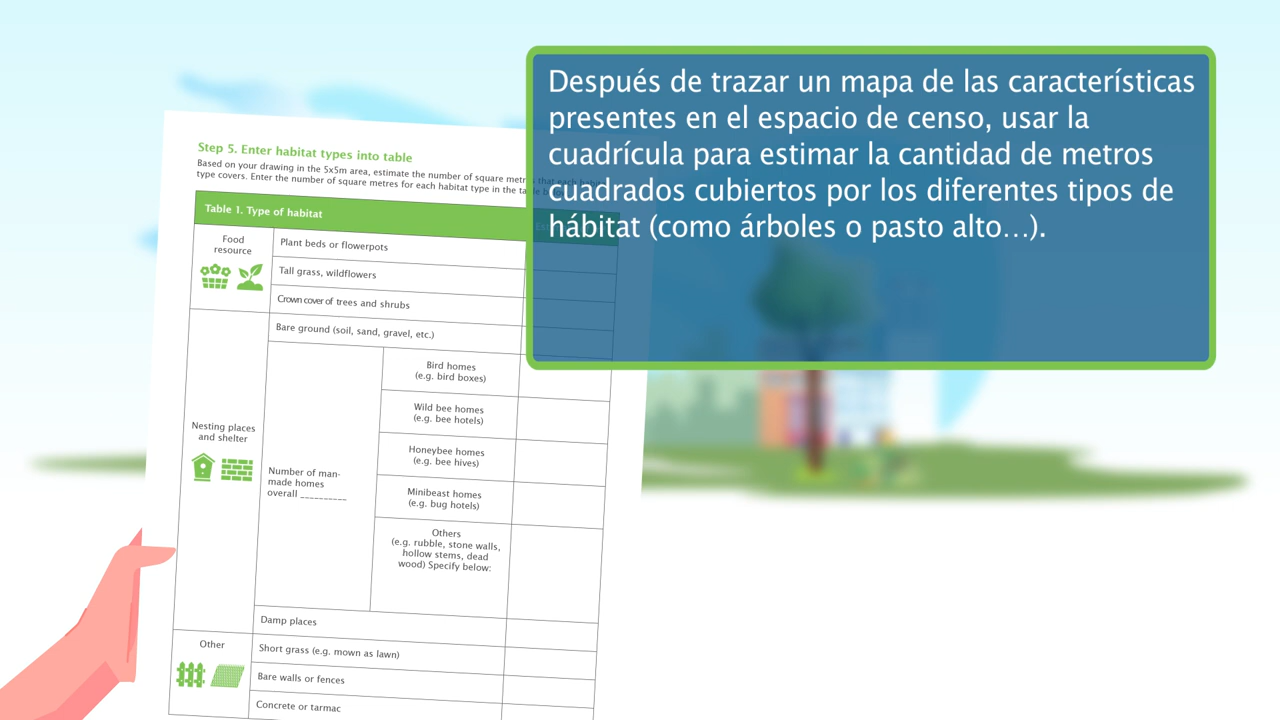 Después de trazar un mapa de las características
presentes en el espacio de censo, usar la
cuadrícula para estimar la cantidad de metros
cuadrados cubiertos por los diferentes tipos de
hábitat (como árboles o pasto alto...).
Step 5. Enter habitat types into table
Based on your drawing in the 5x5m area, estimate the number of square metres that each habitat
type covers. Enter the number of square metres for each habitat type in the table
Table 1. Type of habitat
Food
resource
Plant beds or flowerpots
Tall grass, wildflowers
Crown cover of trees and shrubs
Nesting places
and shelter
Bare ground (soil, sand, gravel, etc.)
Number of man-
made homes
overall __________
Bird homes
(e.g. bird boxes)
Wild bee homes
(e.g. bee hotels)
Honeybee homes
(e.g. bee hives)
Minibeast homes
(e.g. bug hotels)
Others
(e.g. rubble, stone walls,
hollow stems, dead
wood) Specify below:
Damp places
Other
Short grass (e.g. mown as lawn)
Bare walls or fences
Concrete or tarmac